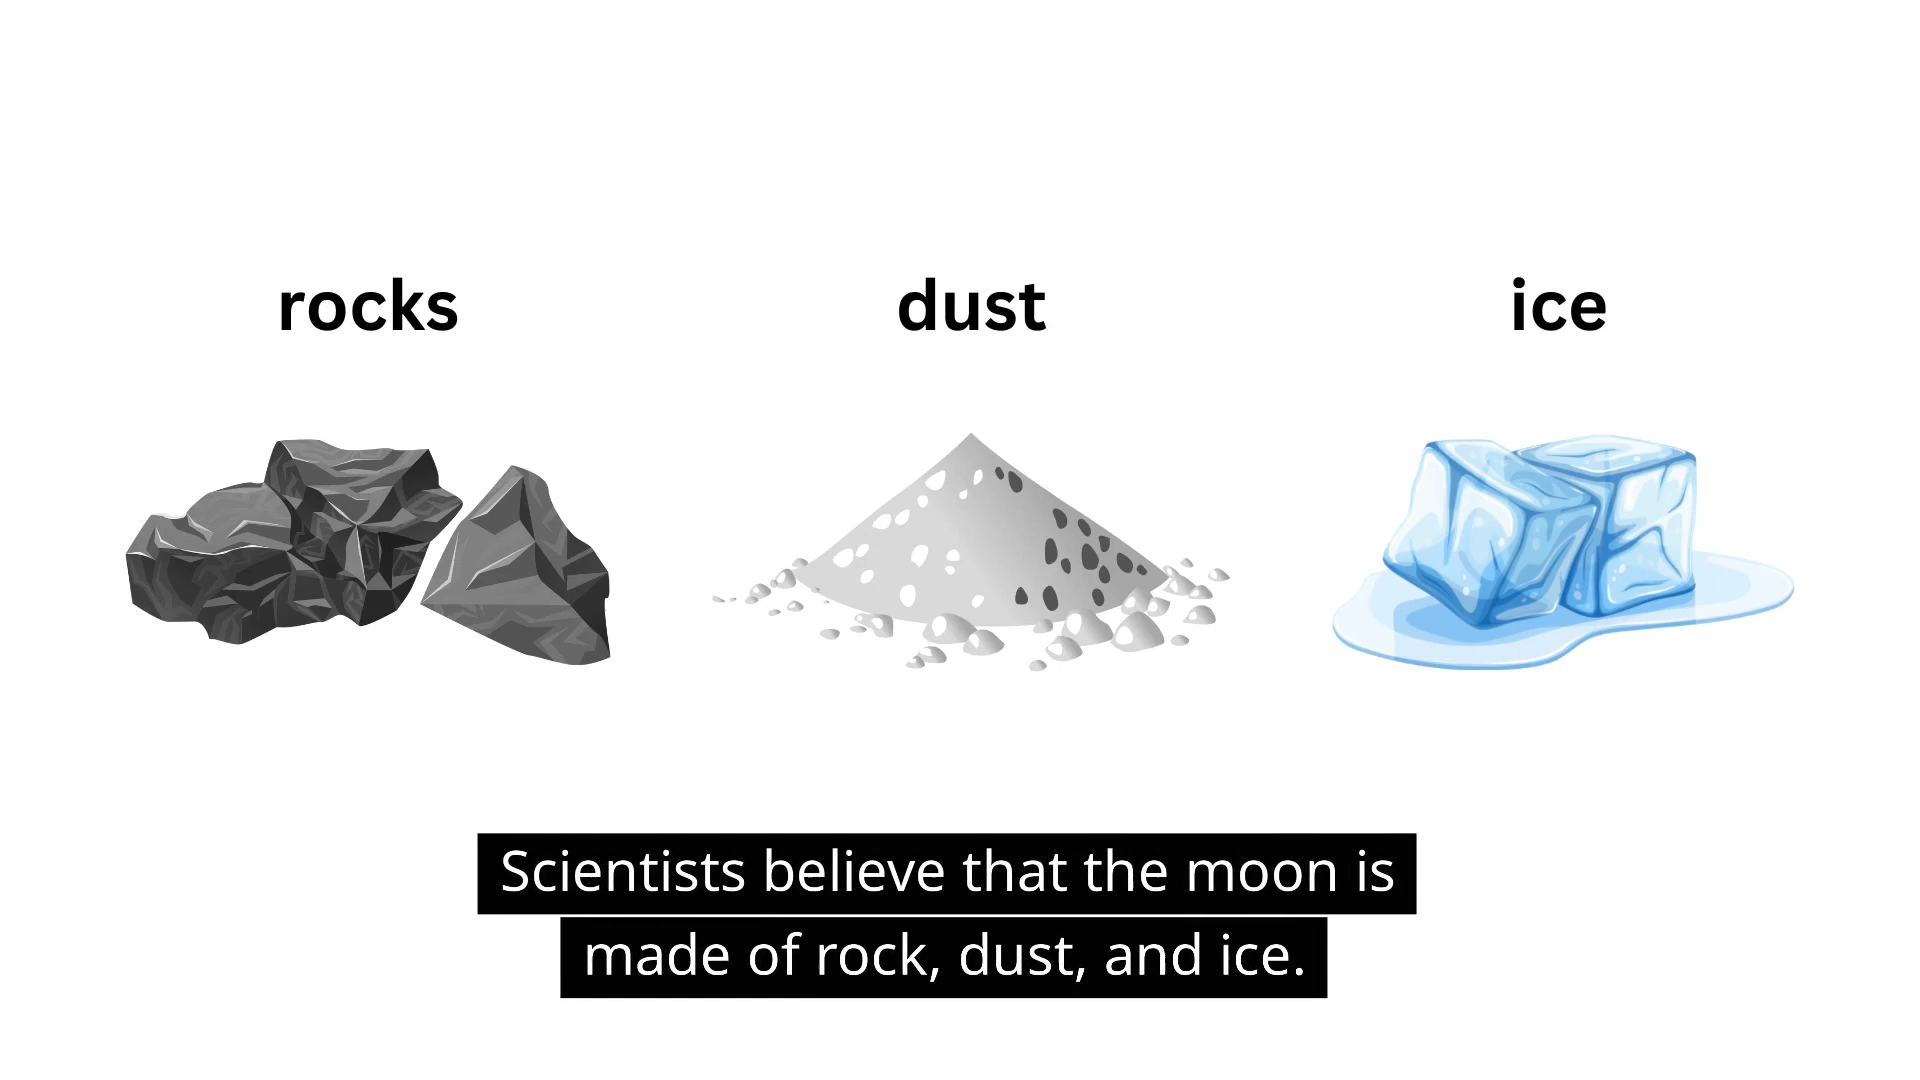 rocks
dust
ice
Scientists believe that the moon is
made of rock, dust, and ice.